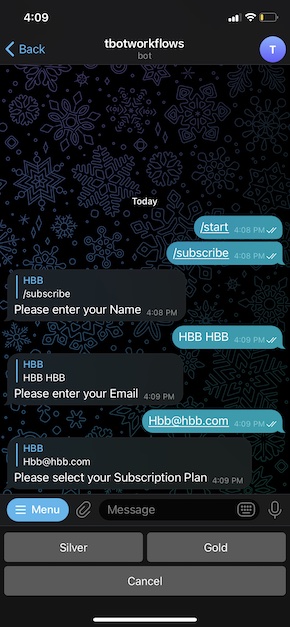 4:09
Back
tbotworkflows
bot
T
Today
/start 4:08 PM
/subscribe 4:08 PM
HBB
/subscribe
Please enter your Name 4:08 PM
HBB HBB 4:09 PM
HBB
HBB HBB
Please enter your Email 4:09 PM
Hbb@hbb.com 4:09 PM
HBB
Hbb@hbb.com
Please select your Subscription Plan 4:09 PM
Menu
Message
Silver
Gold
Cancel